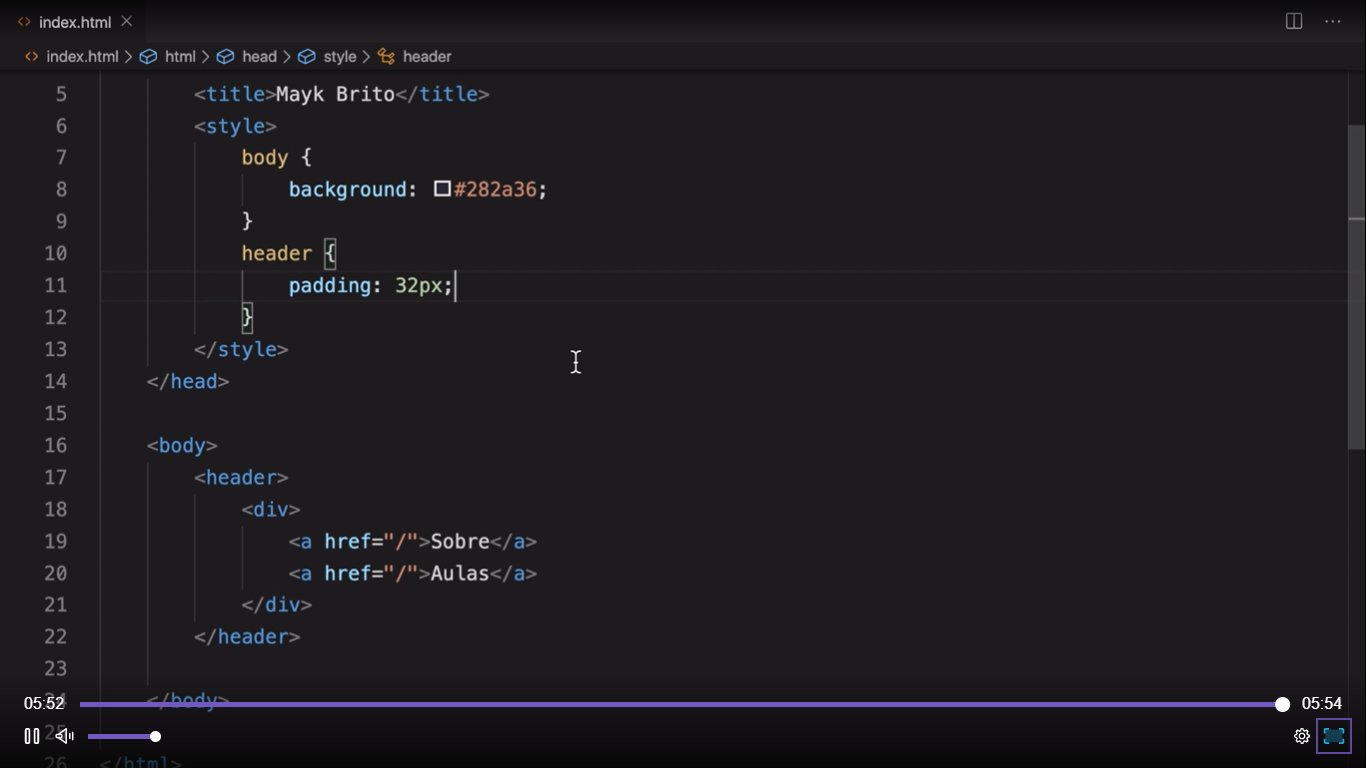 index.html
index.html > html > head > style > header
5 <title>Mayk Brito</title>
6 <style>
7 body {
8 background: #282a36;
9 }
10 header {
11 padding: 32px;
12 }
13 </style>
14 </head>
15
16 <body>
17 <header>
18 <div>
19 <a href="/">Sobre</a>
20 <a href="/">Aulas</a>
21 </div>
22 </header>
23
24 </body>
05:52 05:54
25
26 </html>